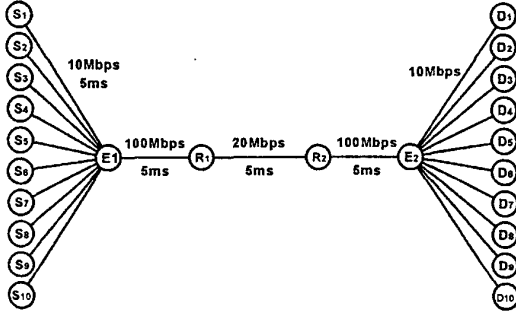 S1
S2
S3
S4
S5
S6
S7
S8
S9
S10
10Mbps
5ms
E1
100Mbps
5ms
R1
20Mbps
5ms
R2
100Mbps
5ms
E2
10Mbps
D1
D2
D3
D4
D5
D6
D7
D8
D9
D10